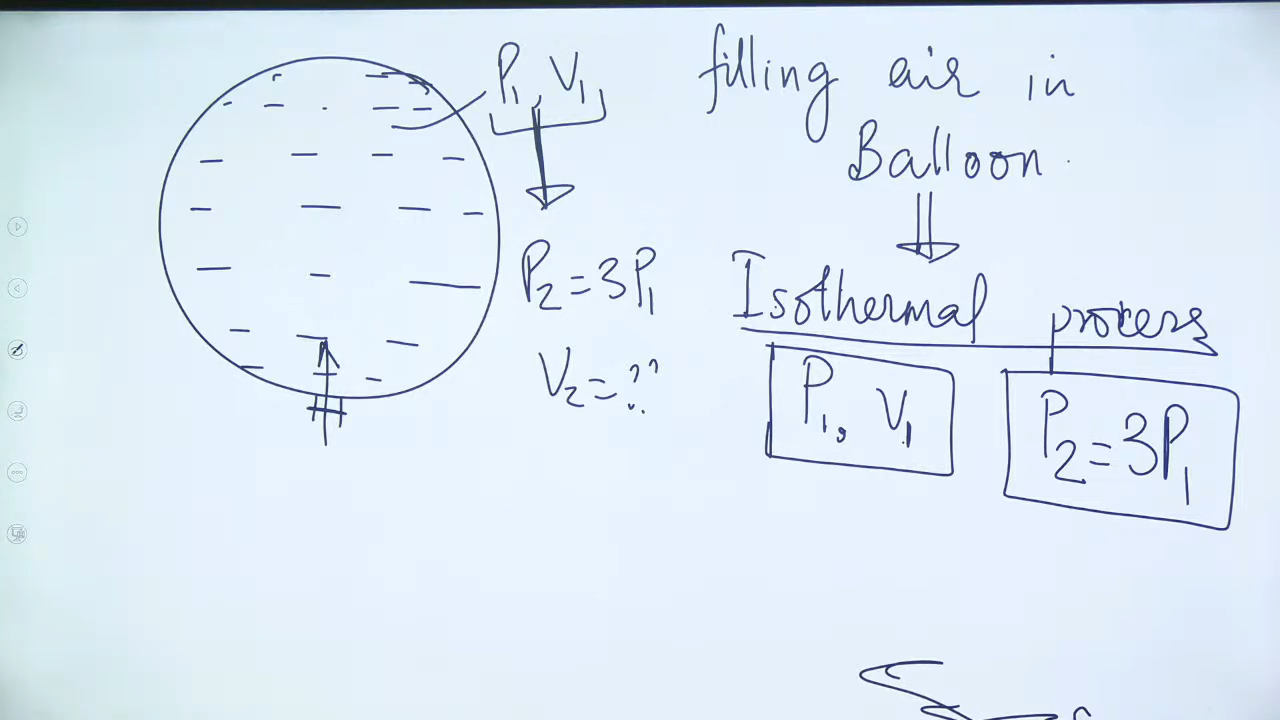 P₁, V₁
P₂ = 3P₁
V₂ = ??
filling air in
Balloon
Isothermal process
P₁, V₁
P₂ = 3P₁